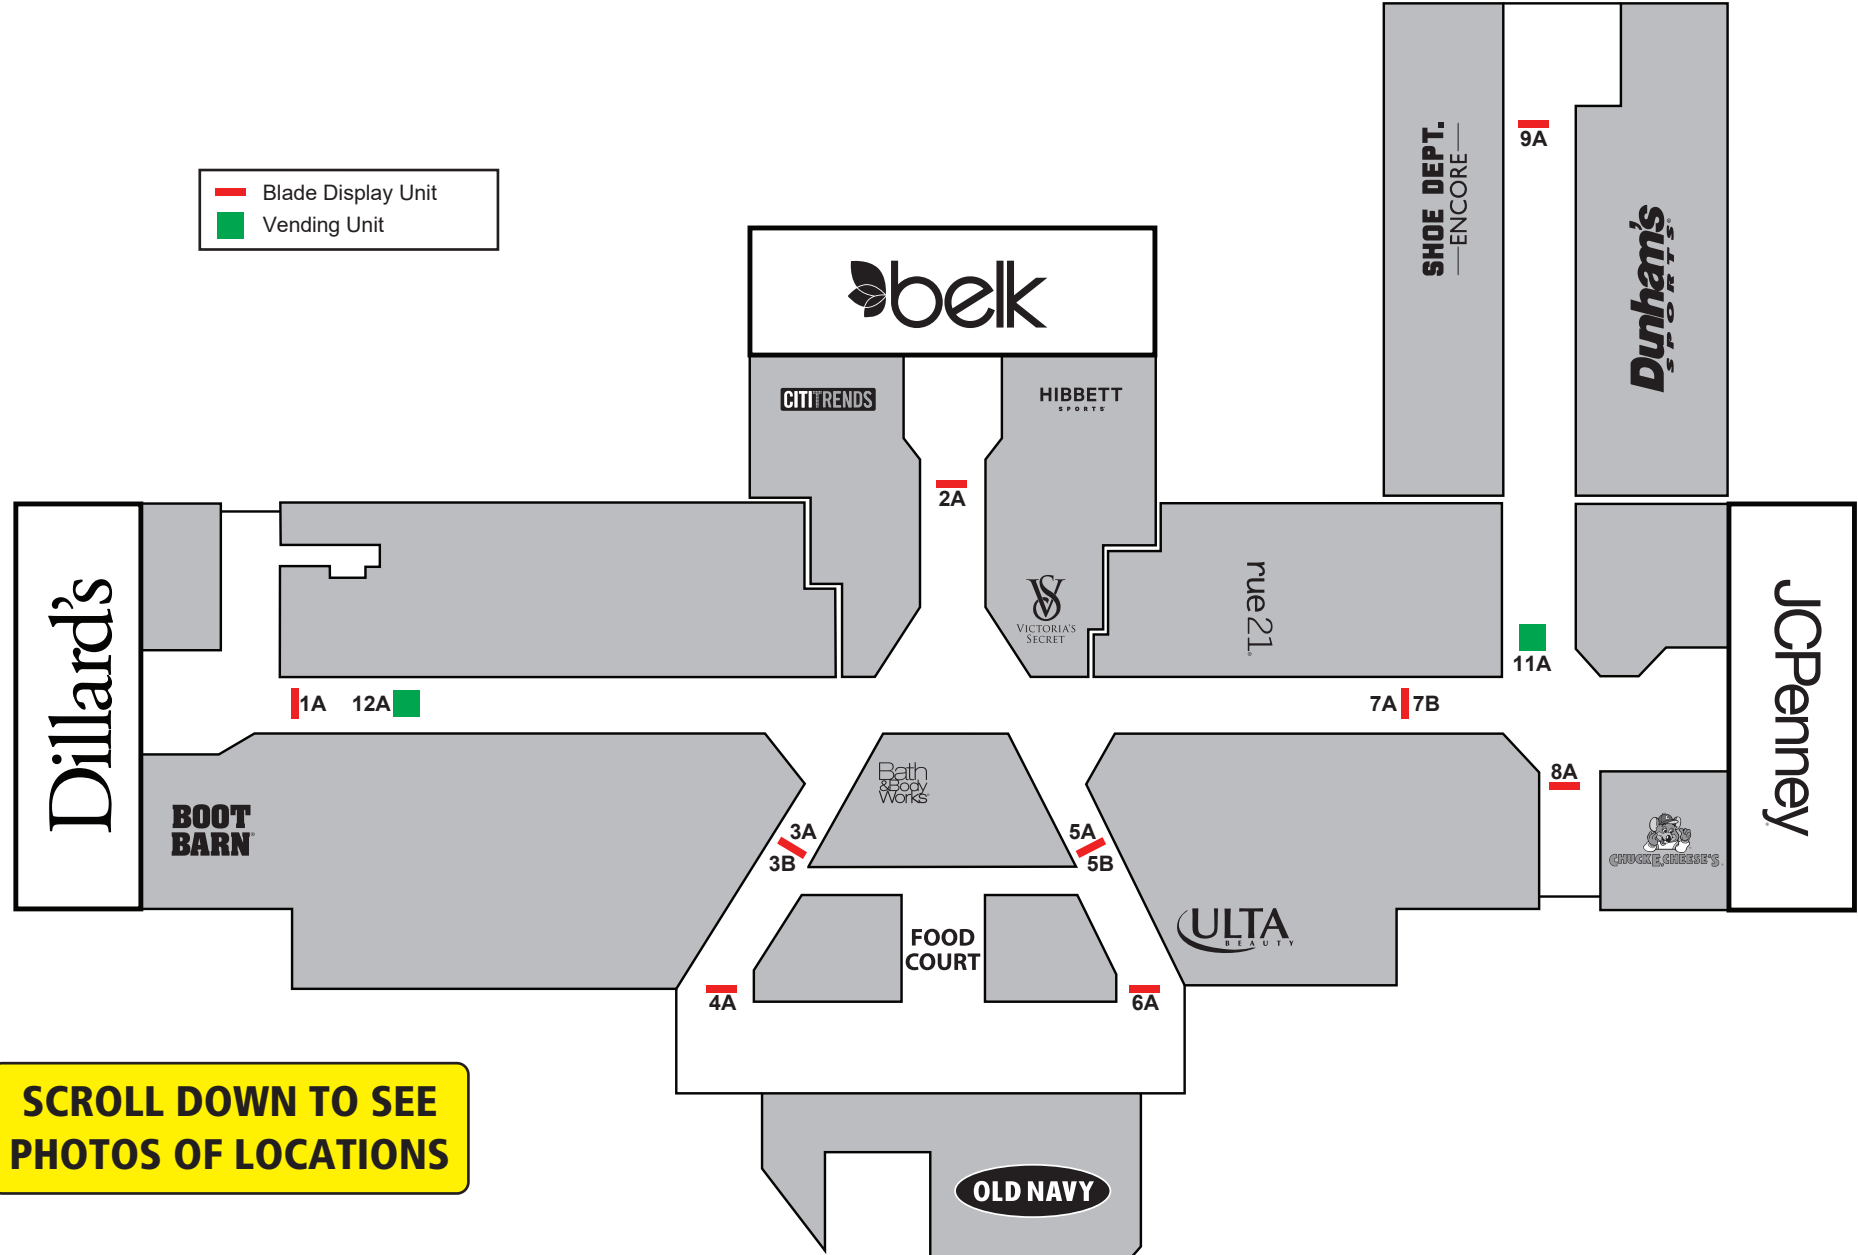 9A
SHOE DEPT.
ENCORE
Dunham's
SPORTS
Blade Display Unit
Vending Unit
belk
CITITRENDS
HIBBETT
SPORTS
2A
VICTORIA'S
SECRET
rue21
11A
Dillard's
JCPenney
1A
12A
7A
7B
8A
Bath
&Body
Works
BOOT
BARN
3A
3B
5A
5B
CHUCK E. CHEESE'S
ULTA
BEAUTY
FOOD
COURT
4A
6A
SCROLL DOWN TO SEE
PHOTOS OF LOCATIONS
OLD NAVY